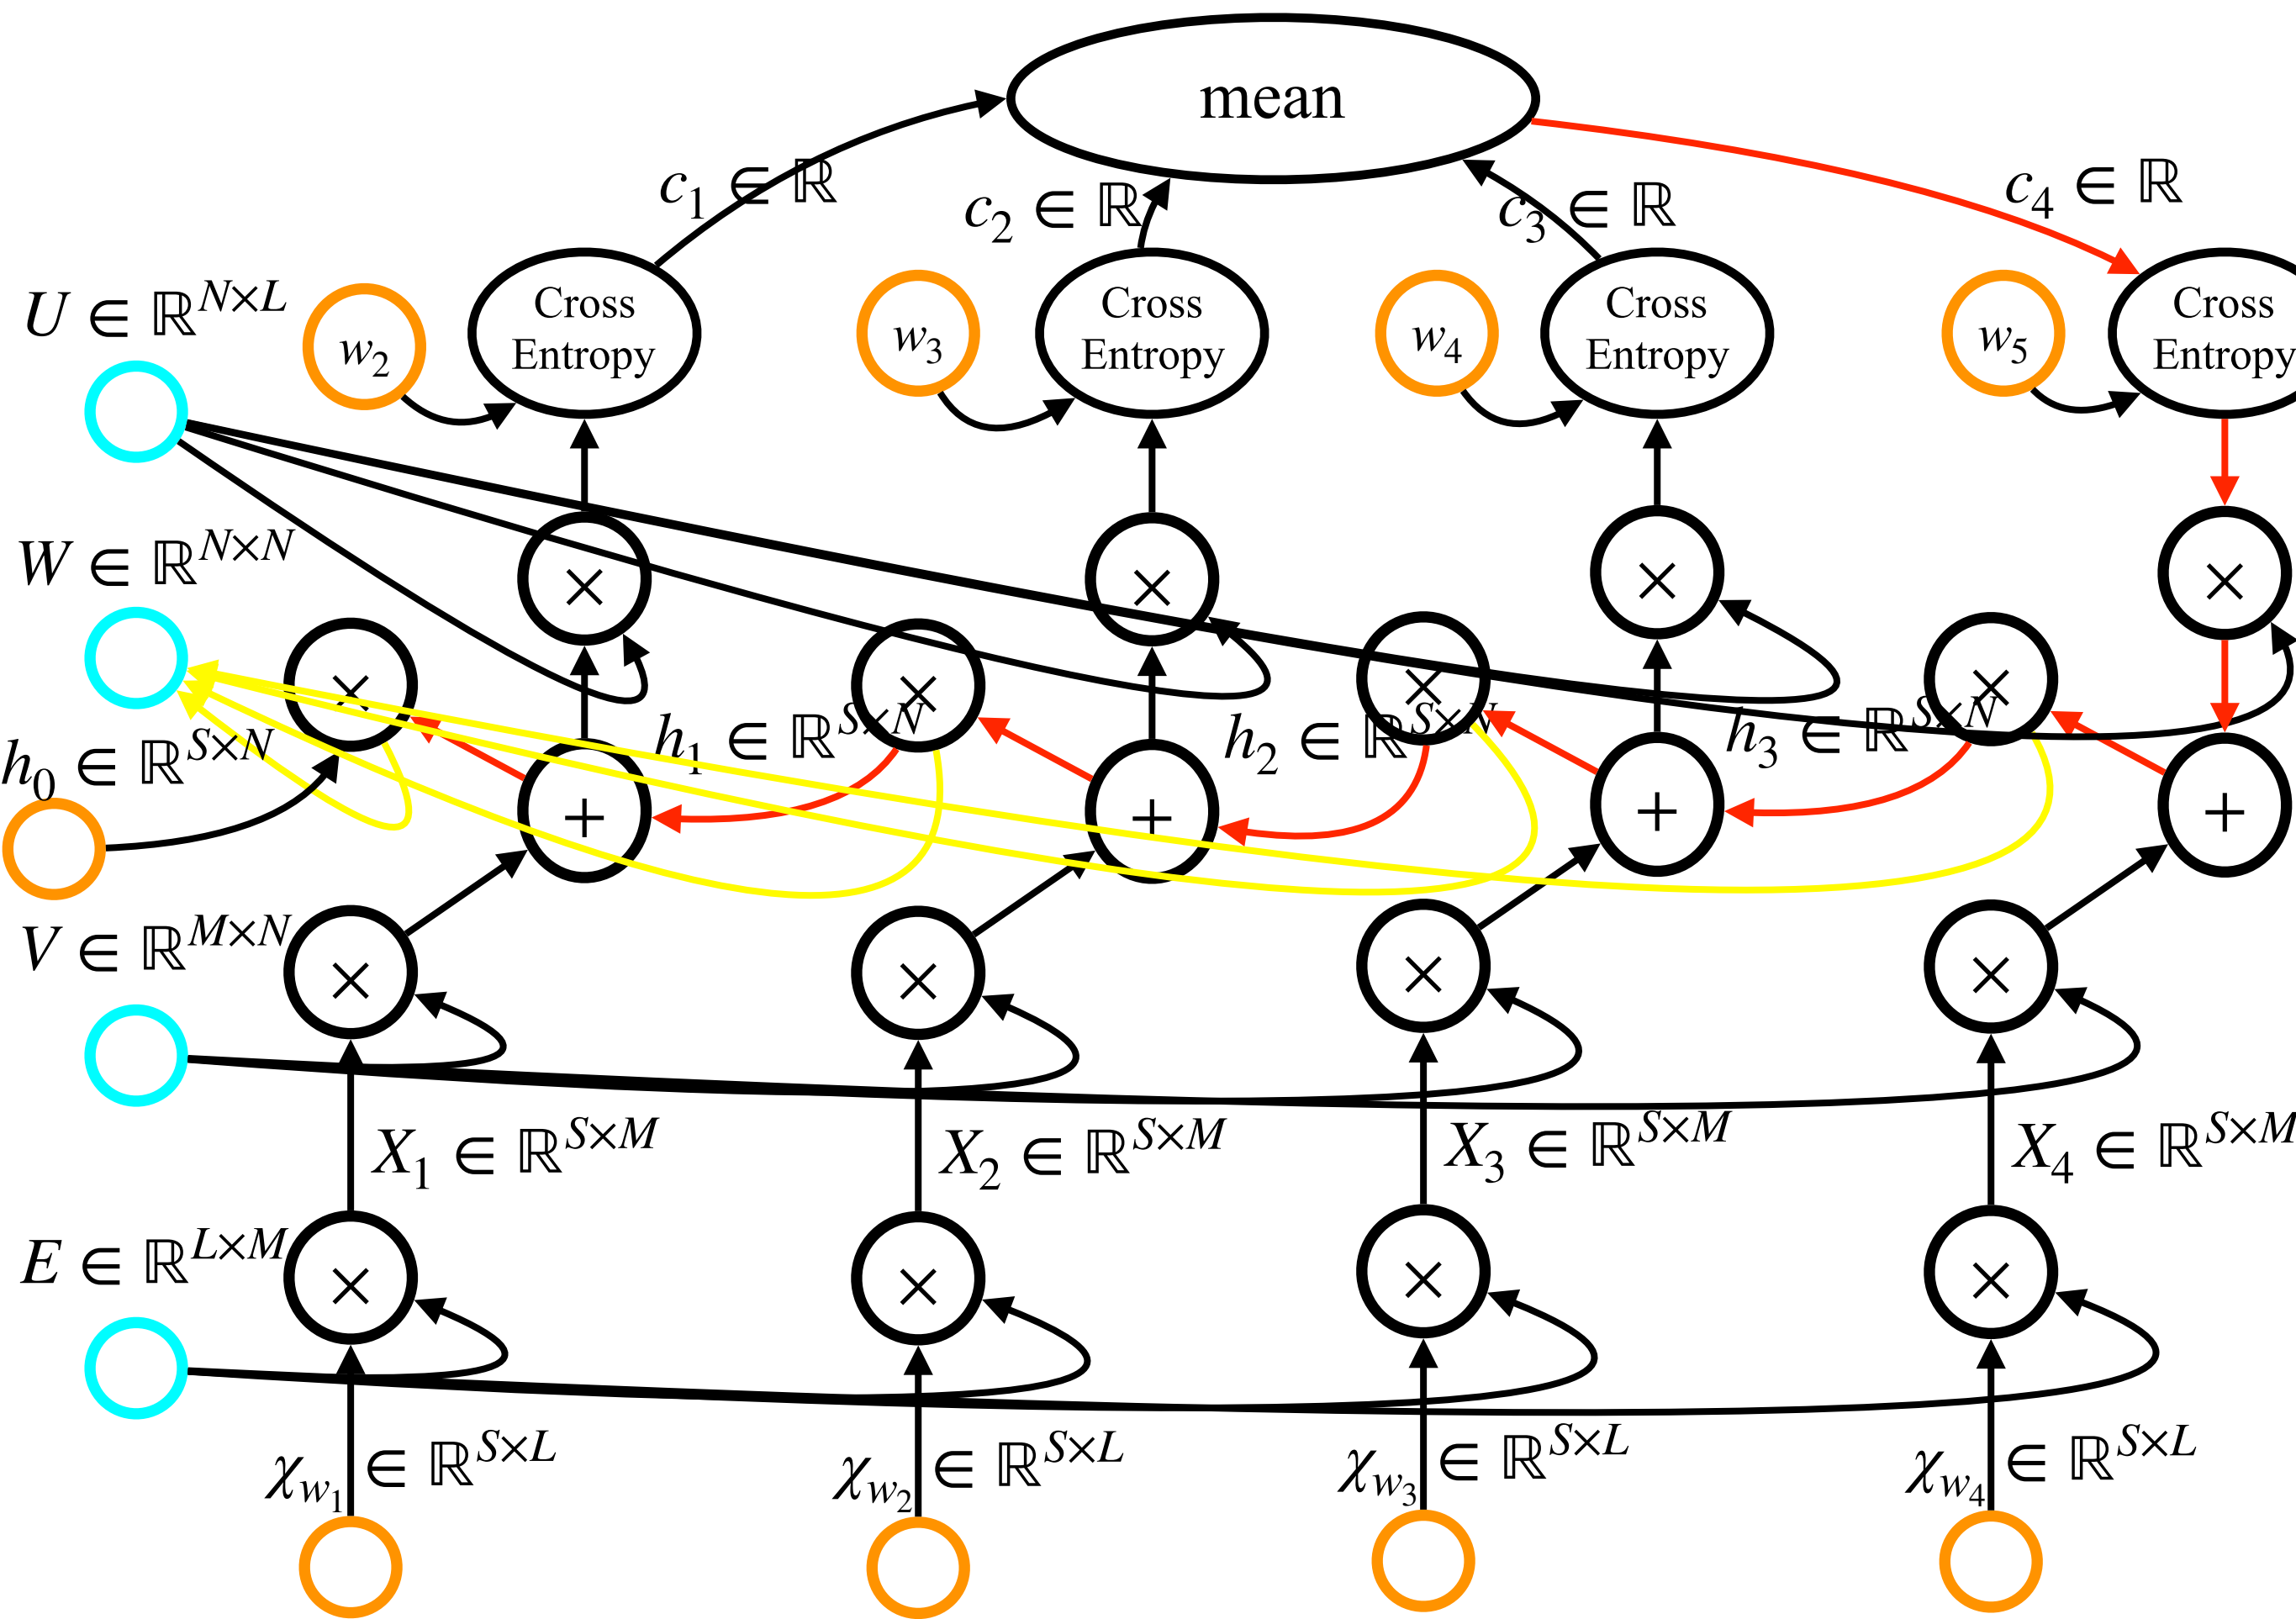 mean
c₁ ∈ ℝ
c₂ ∈ ℝ
c₃ ∈ ℝ
c₄ ∈ ℝ
U ∈ ℝᴺ×ᴸ
w₂
Cross
Entropy
w₃
Cross
Entropy
w₄
Cross
Entropy
w₅
Cross
Entropy
W ∈ ℝᴺ×ᴺ
×
×
×
×
×
×
×
×
h₀ ∈ ℝˢ×ᴺ
h₁ ∈ ℝˢ×ᴺ
h₂ ∈ ℝˢ×ᴺ
h₃ ∈ ℝˢ×ᴺ
+
+
+
+
V ∈ ℝᴹ×ᴺ
×
×
×
×
X₁ ∈ ℝˢ×ᴹ
X₂ ∈ ℝˢ×ᴹ
X₃ ∈ ℝˢ×ᴹ
X₄ ∈ ℝˢ×ᴹ
E ∈ ℝᴸ×ᴹ
×
×
×
×
χw₁ ∈ ℝˢ×ᴸ
χw₂ ∈ ℝˢ×ᴸ
χw₃ ∈ ℝˢ×ᴸ
χw₄ ∈ ℝˢ×ᴸ